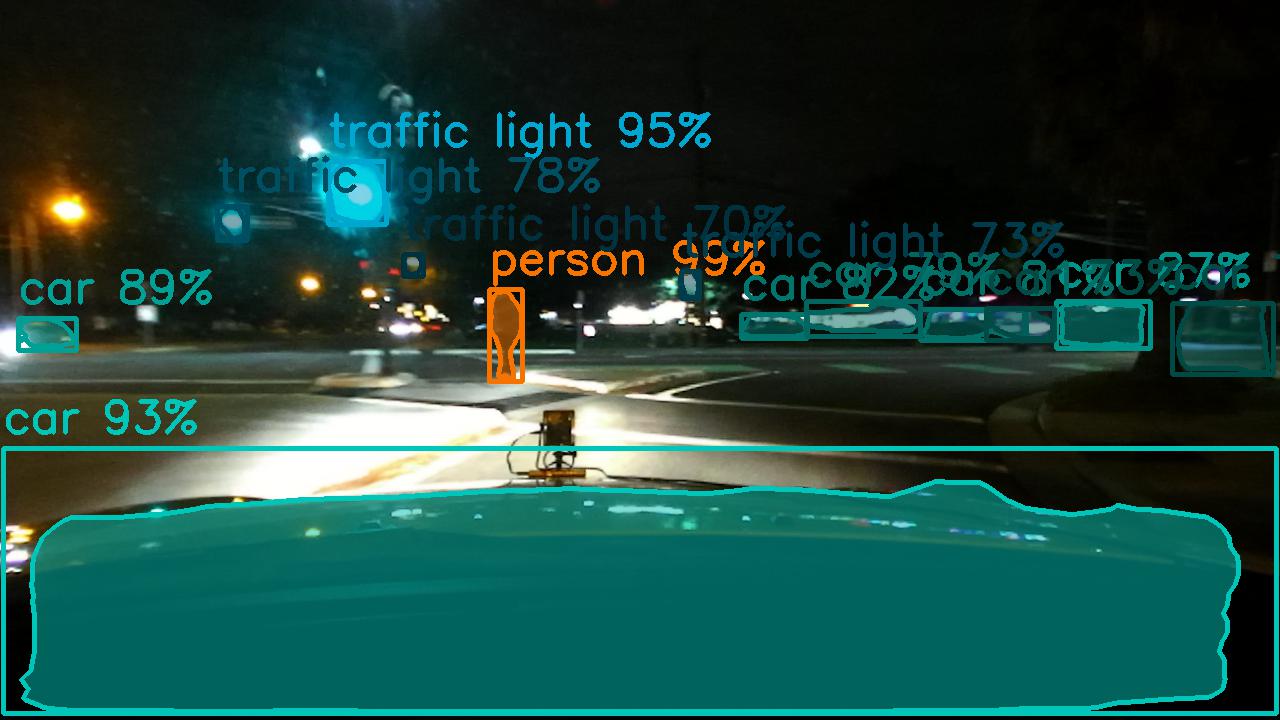 traffic light 95%
traffic light 78%
traffic light 70%
traffic light 73%
person 99%
car 89%
car 82%
car 93%